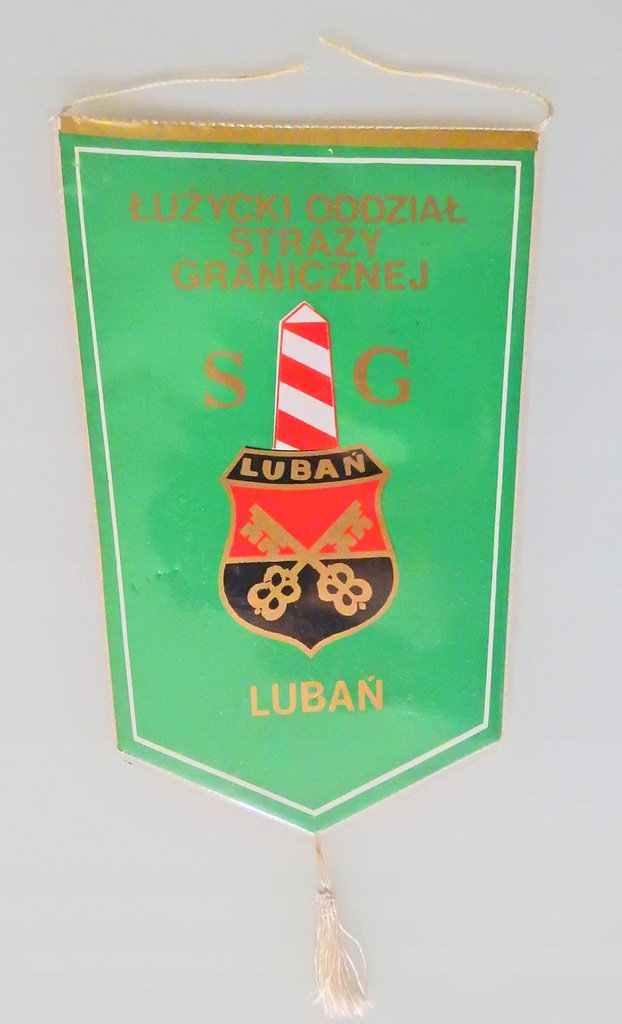 ŁUŻYCKI ODDZIAŁ
STRAŻY
GRANICZNEJ
S G
LUBAŃ
LUBAŃ